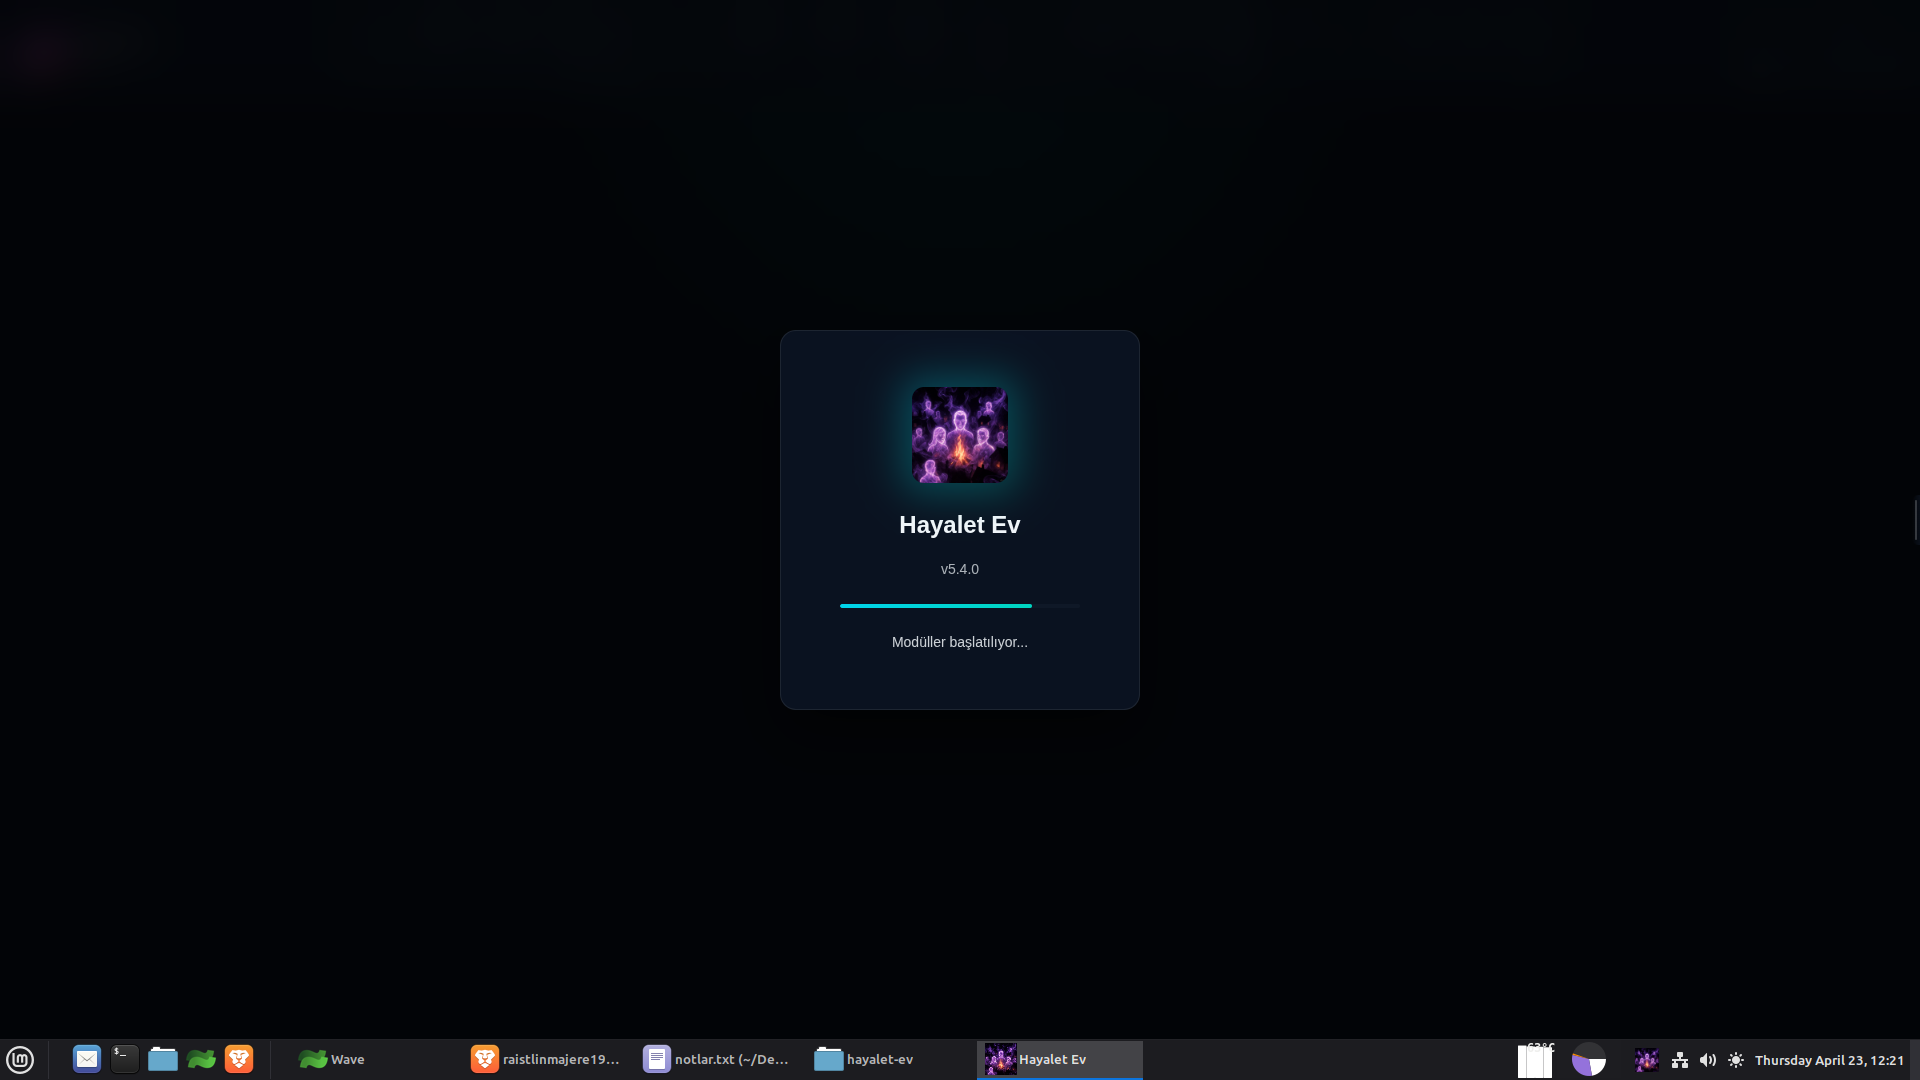 Hayalet Ev
v5.4.0
Modüller başlatılıyor...
Wave
raistlinmajere19...
notlar.txt (~/De...
hayalet-ev
Hayalet Ev
Thursday April 23, 12:21